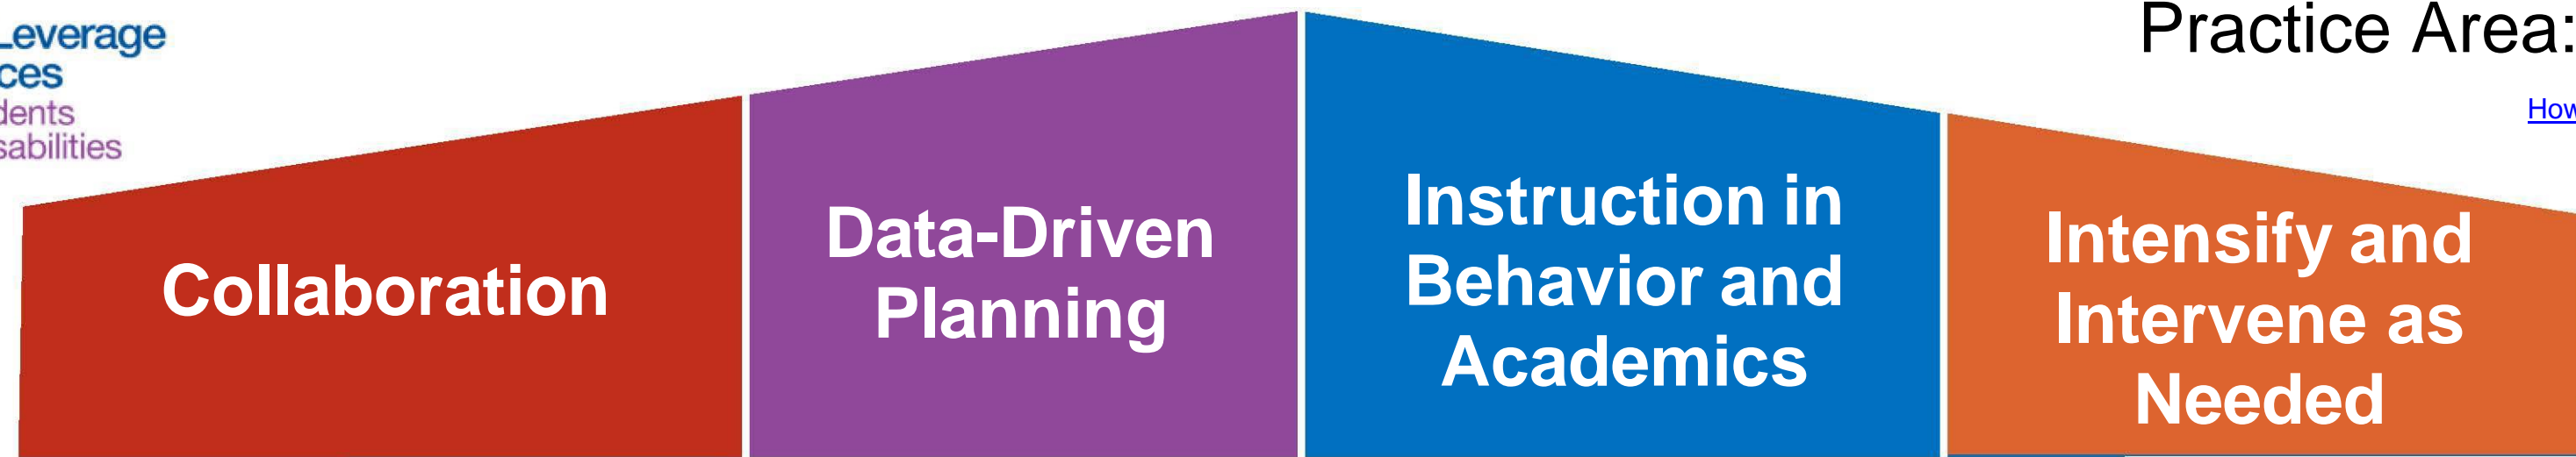 Leverage
ces
dents
sabilities
Practice Area:
How
Collaboration
Data-Driven
Planning
Instruction in
Behavior and
Academics
Intensify and
Intervene as
Needed